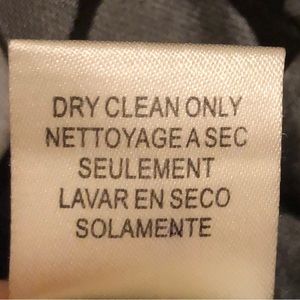 DRY CLEAN ONLY
NETTOYAGE A SEC
SEULEMENT
LAVAR EN SECO
SOLAMENTE